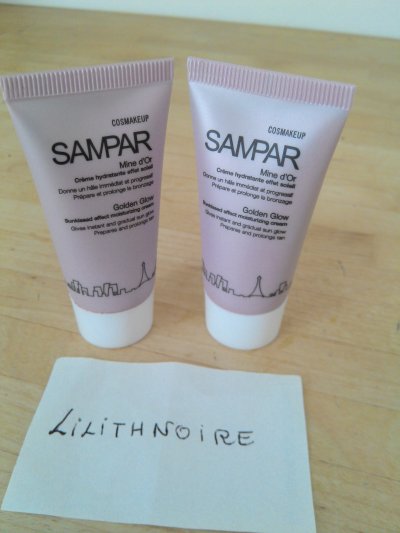 COSMAKEUP
SAMPAR
Mine d'Or
Crème hydratante effet soleil
Donne un hâle immédiat et progressif
Prépare et prolonge le bronzage
Golden Glow
Sunkissed effect moisturizing cream
Gives instant and gradual sun glow
Prepares and prolongs tan
COSMAKEUP
SAMPAR
Mine d'Or
Crème hydratante effet soleil
Donne un hâle immédiat et progressif
Prépare et prolonge le bronzage
Golden Glow
Sunkissed effect moisturizing cream
Gives instant and gradual sun glow
Prepares and prolongs tan
LiLiTHNOiRE